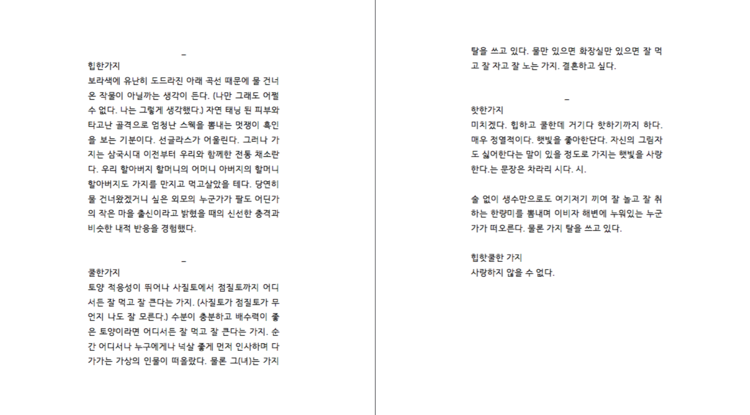 –
힙한가지
보라색에 유난히 도드라진 아래 곡선 때문에 물 건너
온 작물이 아닐까는 생각이 든다. (나만 그래도 어쩔
수 없다. 나는 그렇게 생각했다.) 자연 태닝 된 피부와
타고난 골격으로 엄청난 스웩을 뽐내는 멋쟁이 흑인
을 보는 기분이다. 선글라스가 어울린다. 그러나 가
지는 삼국시대 이전부터 우리와 함께한 전통 채소란
다. 우리 할아버지 할머니의 어머니 아버지의 할머니
할아버지도 가지를 만지고 먹고살았을 테다. 당연히
물 건너왔겠거니 싶은 외모의 누군가가 팔도 어딘가
의 작은 마을 출신이라고 밝혔을 때의 신선한 충격과
비슷한 내적 반응을 경험했다.
–
쿨한가지
토양 적응성이 뛰어나 사질토에서 점질토까지 어디
서든 잘 먹고 잘 큰다는 가지. (사질토가 점질토가 무
언지 나도 잘 모른다.) 수분이 충분하고 배수력이 좋
은 토양이라면 어디서든 잘 먹고 잘 큰다는 가지. 순
간 어디서나 누구에게나 넉살 좋게 먼저 인사하며 다
가가는 가상의 인물이 떠올랐다. 물론 그(녀)는 가지
탈을 쓰고 있다. 물만 있으면 화장실만 있으면 잘 먹
고 잘 자고 잘 노는 가지. 결혼하고 싶다.
–
핫한가지
미치겠다. 힙하고 쿨한데 거기다 핫하기까지 하다.
매우 정열적이다. 햇빛을 좋아한단다. 자신의 그림자
도 싫어한다는 말이 있을 정도로 가지는 햇빛을 사랑
한다.는 문장은 차라리 시다. 시.
술 없이 생수만으로도 여기저기 끼여 잘 놀고 잘 취
하는 한량미를 뽐내며 이비자 해변에 누워있는 누군
가가 떠오른다. 물론 가지 탈을 쓰고 있다.
힙핫쿨한 가지
사랑하지 않을 수 없다.